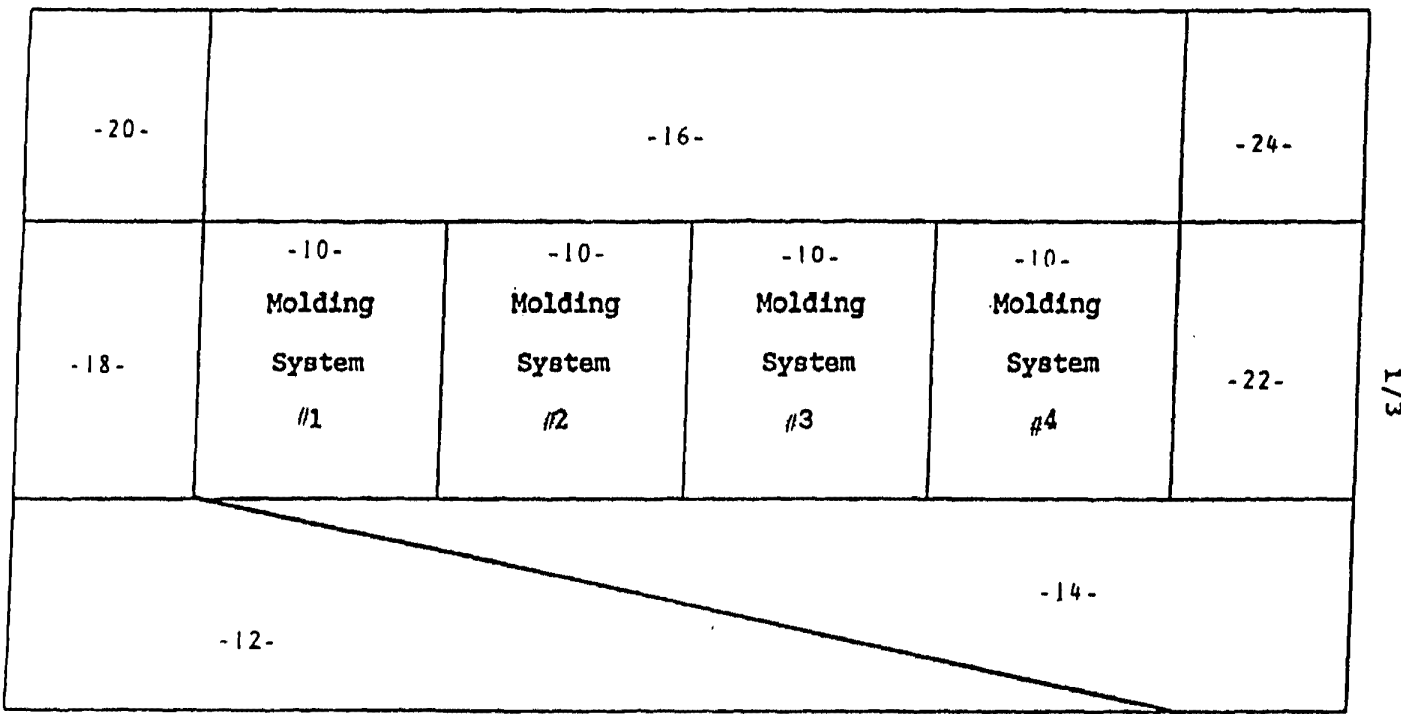 -20-
-16-
-24-
-10-
Molding
System
#1
-10-
Molding
System
#2
-10-
Molding
System
#3
-10-
Molding
System
#4
-18-
-22-
1/3
-14-
-12-